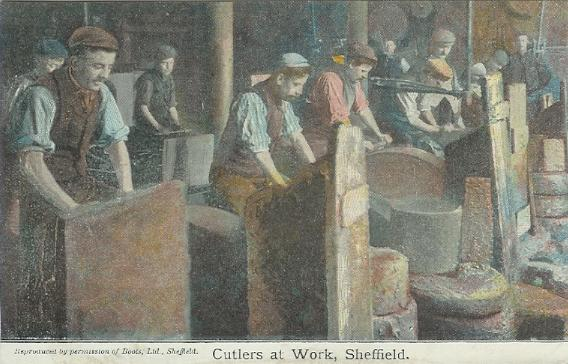 Reproduced by permission of Boots, Ltd., Sheffield. Cutlers at Work, Sheffield.